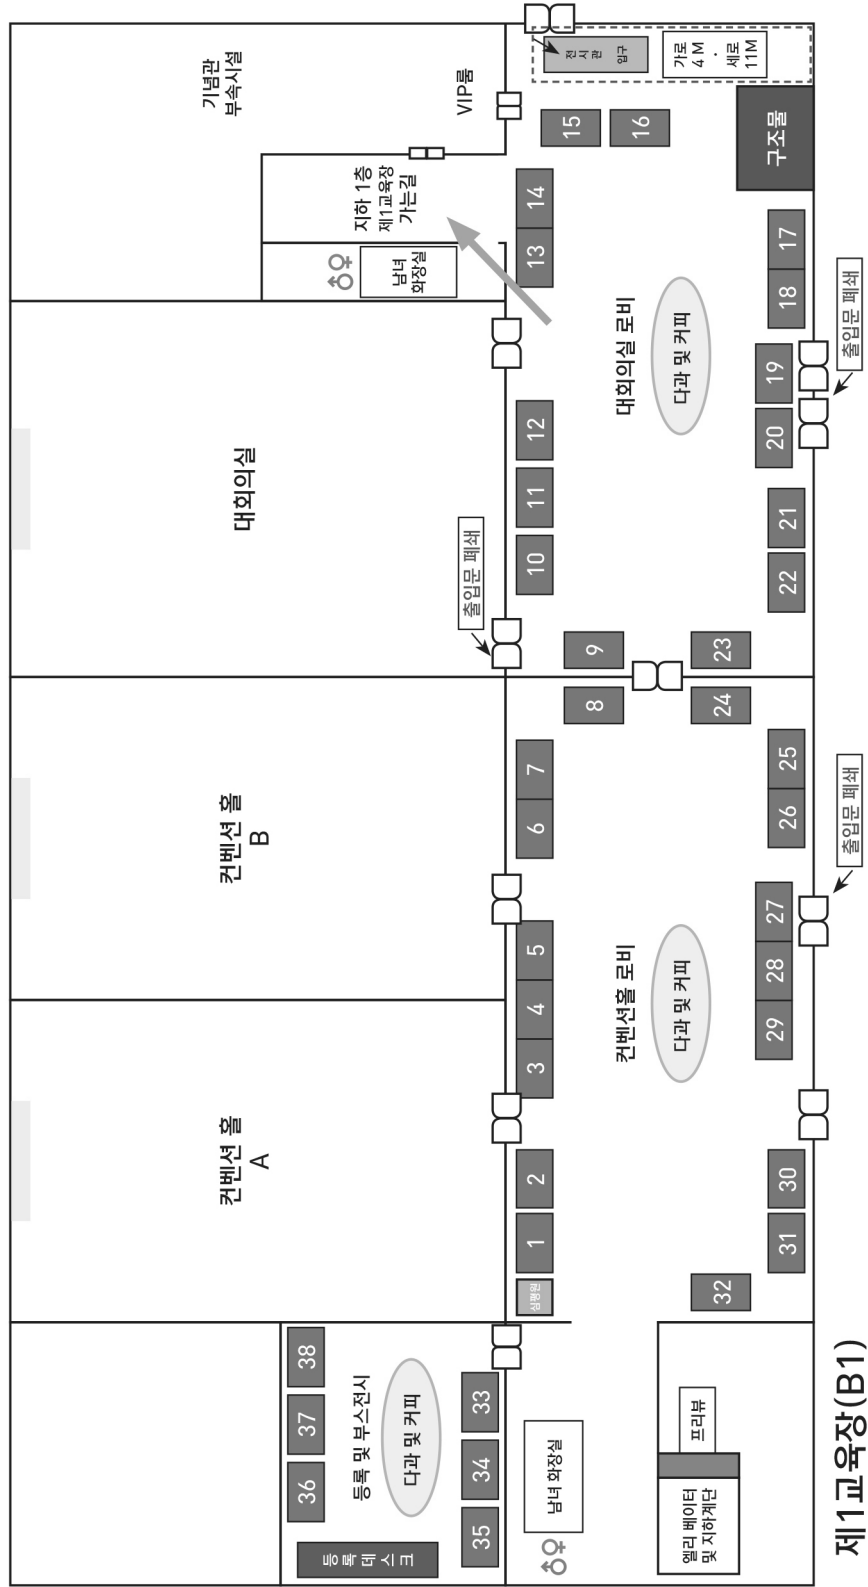 제1교육장(B1)
컨벤션 홀
A
컨벤션 홀
B
대회의실
기념관
부속시설
VIP룸
지하 1층
제1교육장
가는길
남녀
화장실
출입문 폐쇄
38
37
36
등록 및 부스전시
다과 및 커피
33
34
35
등록데스크
심평원
1
2
3
4
5
6
7
8
9
10
11
12
13
14
15
16
전시관 입구
가로
4 M
·
세로
11M
구조물
컨벤션홀 로비
다과 및 커피
대회의실 로비
다과 및 커피
17
18
19
20
21
22
23
24
25
26
27
28
29
30
31
32
출입문 폐쇄
출입문 폐쇄
남녀 화장실
프리뷰
엘리 베이터
및 지하계단